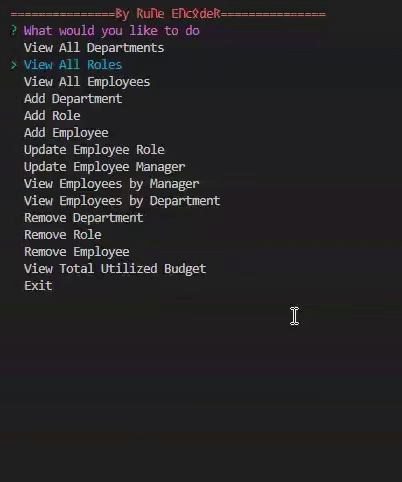 ===============By RuNe ENcOdeR===============
? What would you like to do
View All Departments
> View All Roles
View All Employees
Add Department
Add Role
Add Employee
Update Employee Role
Update Employee Manager
View Employees by Manager
View Employees by Department
Remove Department
Remove Role
Remove Employee
View Total Utilized Budget
Exit